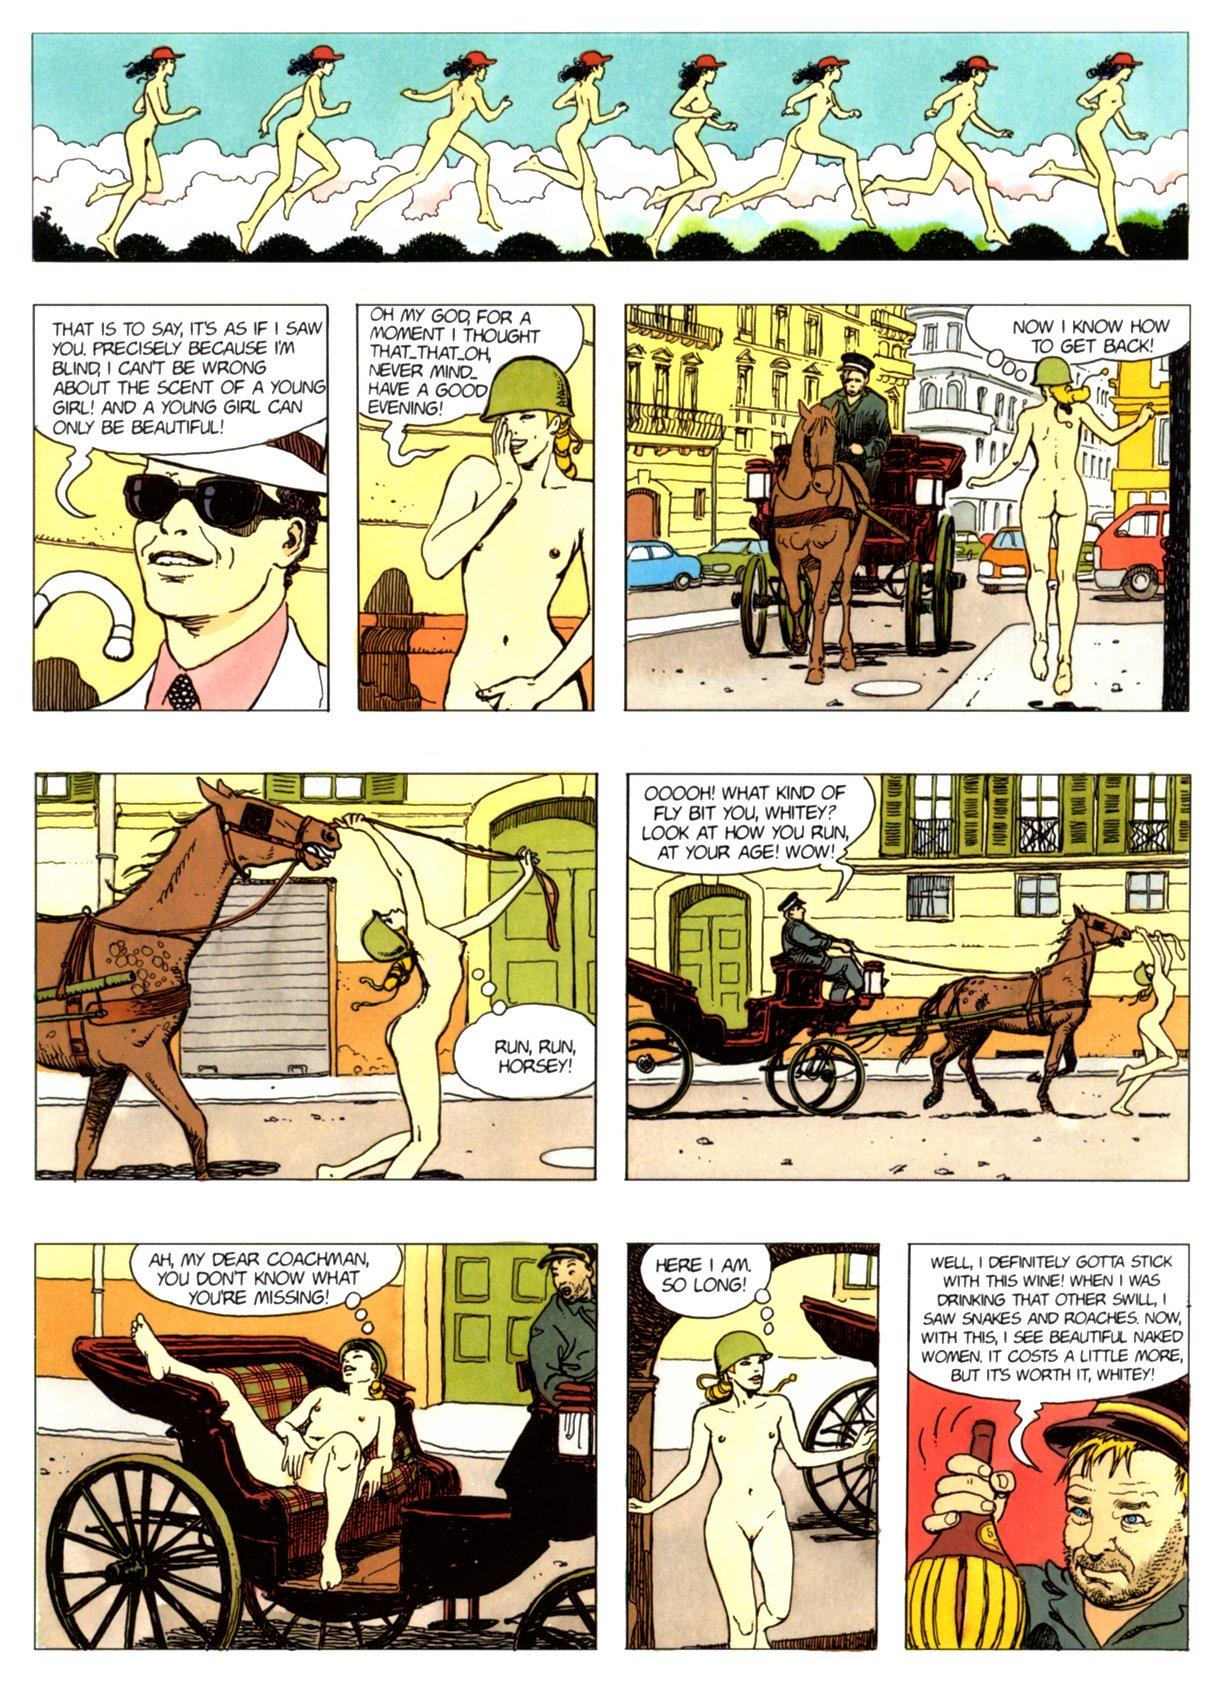 THAT IS TO SAY, IT'S AS IF I SAW
YOU. PRECISELY BECAUSE I'M
BLIND, I CAN'T BE WRONG
ABOUT THE SCENT OF A YOUNG
GIRL! AND A YOUNG GIRL CAN
ONLY BE BEAUTIFUL!
OH MY GOD, FOR A
MOMENT I THOUGHT
THAT...THAT...OH,
NEVER MIND...
HAVE A GOOD
EVENING!
NOW I KNOW HOW
TO GET BACK!
RUN, RUN,
HORSEY!
OOOOH! WHAT KIND OF
FLY BIT YOU, WHITEY?
LOOK AT HOW YOU RUN,
AT YOUR AGE! WOW!
AH, MY DEAR COACHMAN,
YOU DON'T KNOW WHAT
YOU'RE MISSING!
HERE I AM.
SO LONG!
WELL, I DEFINITELY GOTTA STICK
WITH THIS WINE! WHEN I WAS
DRINKING THAT OTHER SWILL, I
SAW SNAKES AND ROACHES. NOW,
WITH THIS, I SEE BEAUTIFUL NAKED
WOMEN. IT COSTS A LITTLE MORE,
BUT IT'S WORTH IT, WHITEY!